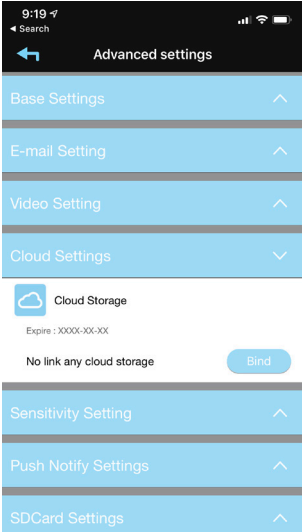 9:19
Search
Advanced settings
Base Settings
E-mail Setting
Video Setting
Cloud Settings
Cloud Storage
Expire : XXXX-XX-XX
No link any cloud storage Bind
Sensitivity Setting
Push Notify Settings
SDCard Settings